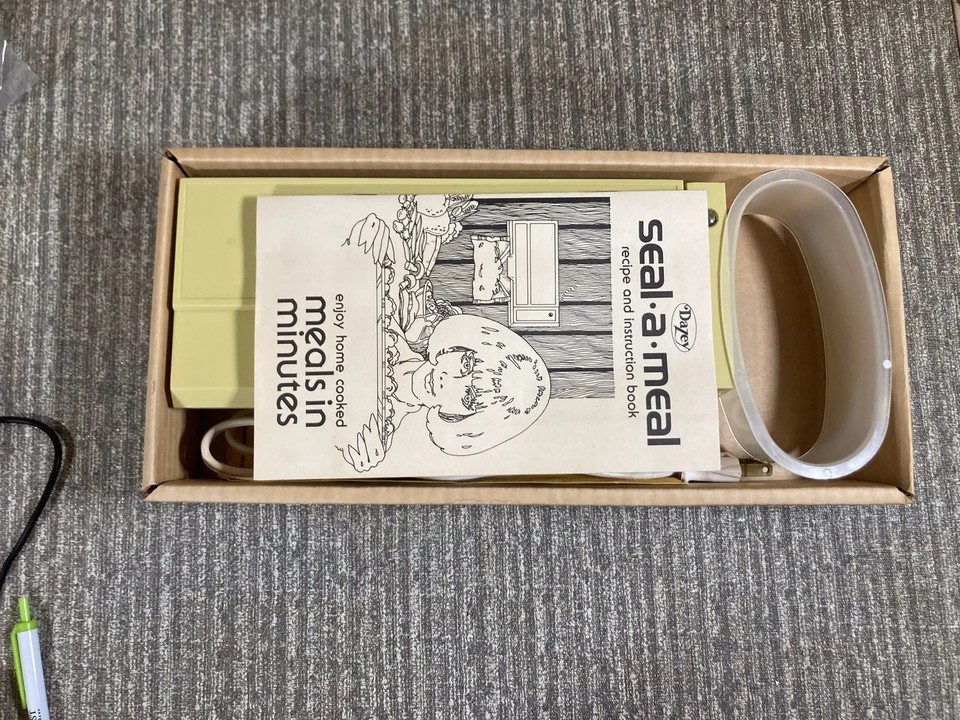 Dazey
seal·a·meal
recipe and instruction book
enjoy home cooked
meals in
minutes